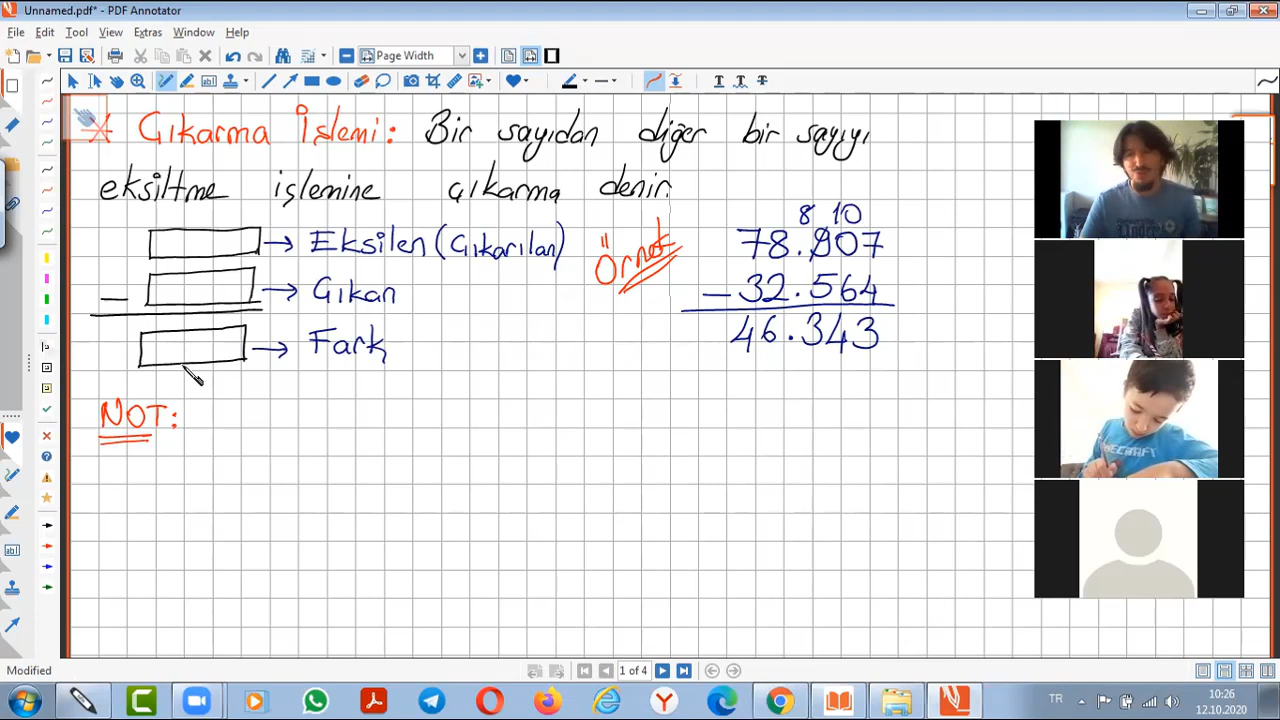 Unnamed.pdf* - PDF Annotator
File Edit Tool View Extras Window Help
Page Width
Çıkarma İşlemi: Bir sayıdan diğer bir sayıyı
eksiltme işlemine çıkarma denir.
→ Eksilen (Çıkarılan)
- → Çıkan
→ Fark
NOT:
Örnek
8 10
78.907
- 32.564
46.343
MECRAFT
Modified
1 of 4
TR
10:26
12.10.2020